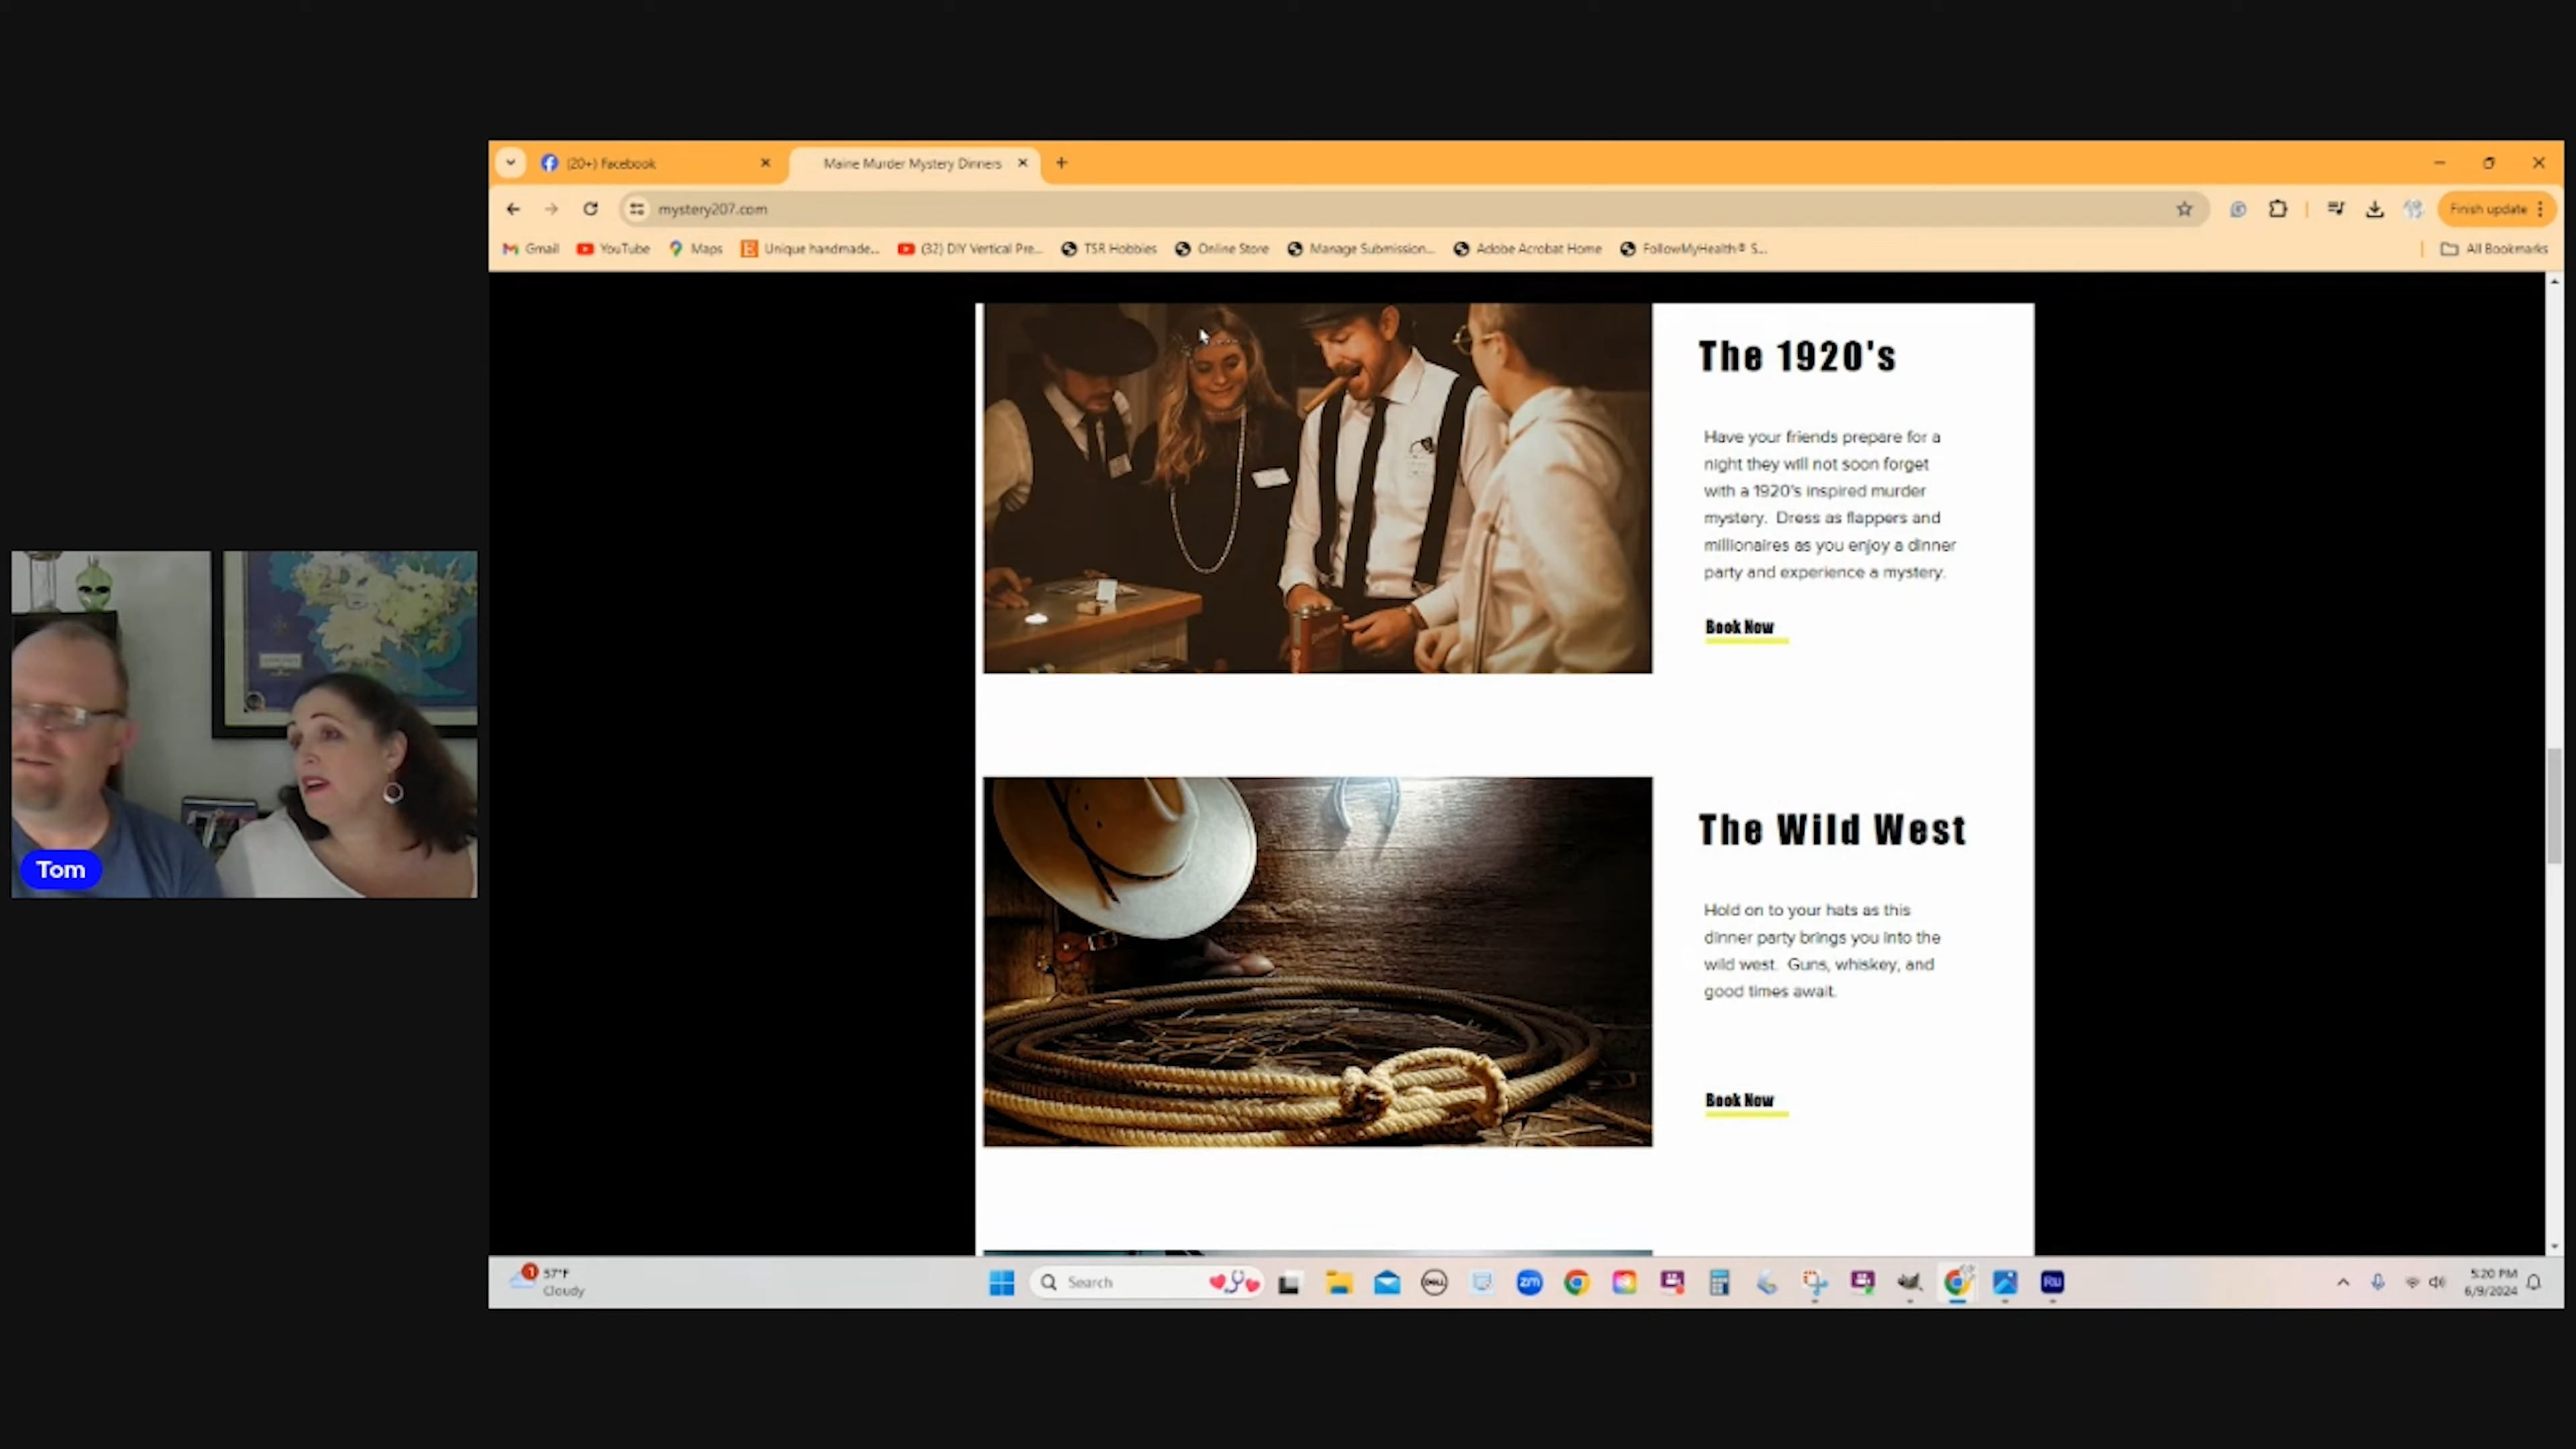 (20+) Facebook
Maine Murder Mystery Dinners
mystery207.com
Finish update
Gmail
YouTube
Maps
Unique handmade...
(32) DIY Vertical Pre...
TSR Hobbies
Online Store
Manage Submission...
Adobe Acrobat Home
FollowMyHealth® S...
All Bookmarks
The 1920's
Have your friends prepare for a
night they will not soon forget
with a 1920's inspired murder
mystery. Dress as flappers and
millionaires as you enjoy a dinner
party and experience a mystery.
Book Now
The Wild West
Hold on to your hats as this
dinner party brings you into the
wild west. Guns, whiskey, and
good times await.
Book Now
Tom
1
57°F
Cloudy
Search
DELL
zm
Ru
5:20 PM
6/9/2024